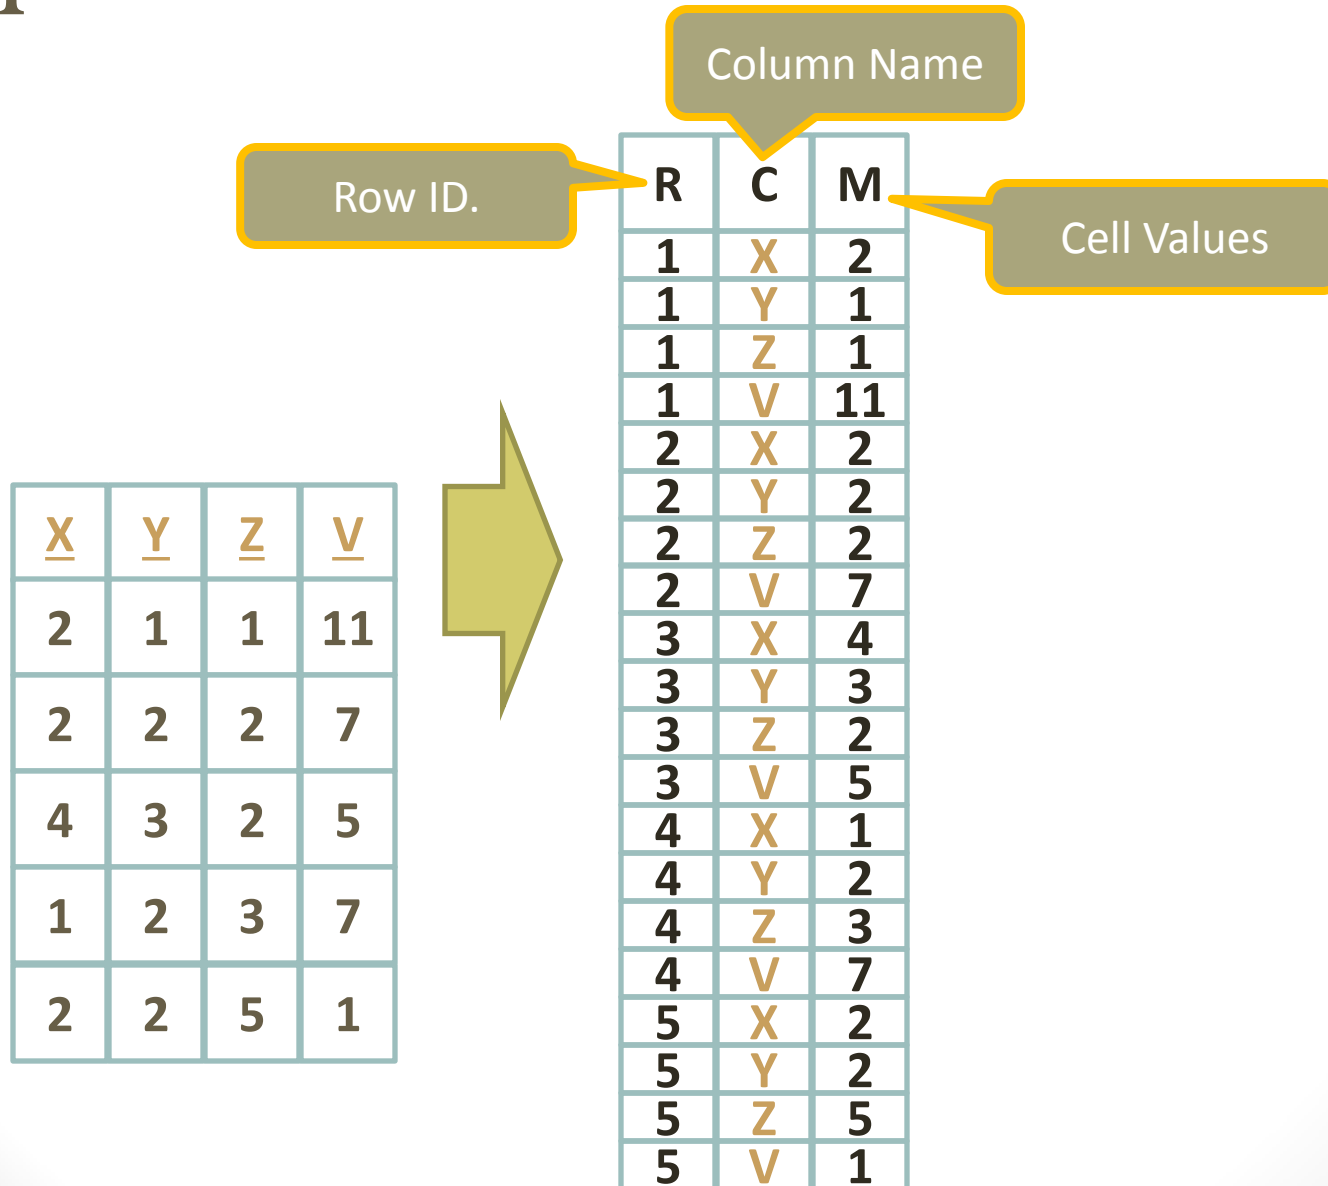 Column Name
Row ID.
Cell Values
R C M
1 X 2
1 Y 1
1 Z 1
1 V 11
2 X 2
2 Y 2
2 Z 2
2 V 7
3 X 4
3 Y 3
3 Z 2
3 V 5
4 X 1
4 Y 2
4 Z 3
4 V 7
5 X 2
5 Y 2
5 Z 5
5 V 1
X Y Z V
2 1 1 11
2 2 2 7
4 3 2 5
1 2 3 7
2 2 5 1